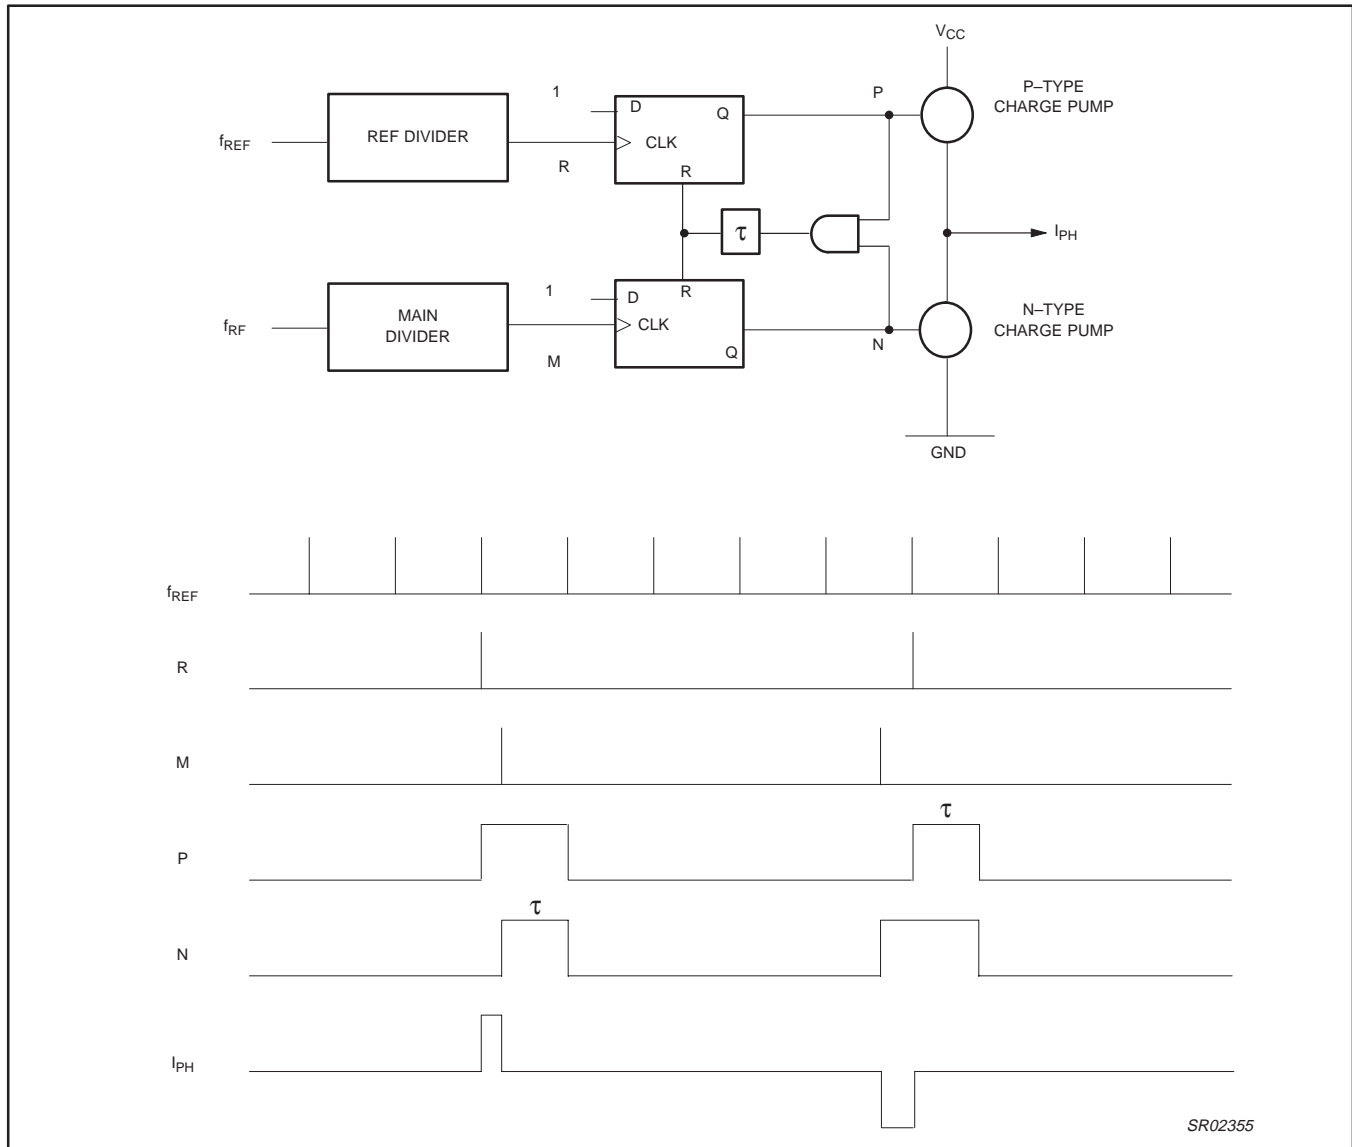 VCC
1
P
P–TYPE
CHARGE PUMP
D
Q
fREF
REF DIVIDER
CLK
R
R
τ
IPH
1
R
D
MAIN
DIVIDER
fRF
CLK
N–TYPE
CHARGE PUMP
N
Q
M
GND
fREF
R
M
τ
P
τ
N
IPH
SR02355